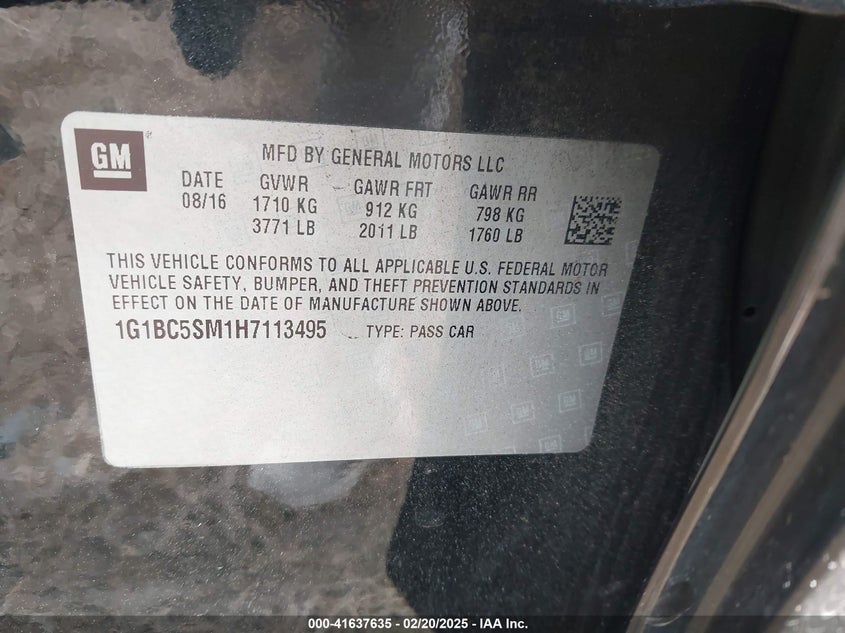 GM
MFD BY GENERAL MOTORS LLC
DATE GVWR GAWR FRT GAWR RR
08/16 1710 KG 912 KG 798 KG
3771 LB 2011 LB 1760 LB
THIS VEHICLE CONFORMS TO ALL APPLICABLE U.S. FEDERAL MOTOR
VEHICLE SAFETY, BUMPER, AND THEFT PREVENTION STANDARDS IN
EFFECT ON THE DATE OF MANUFACTURE SHOWN ABOVE.
1G1BC5SM1H7113495 TYPE: PASS CAR
000-41637635 - 02/20/2025 - IAA Inc.